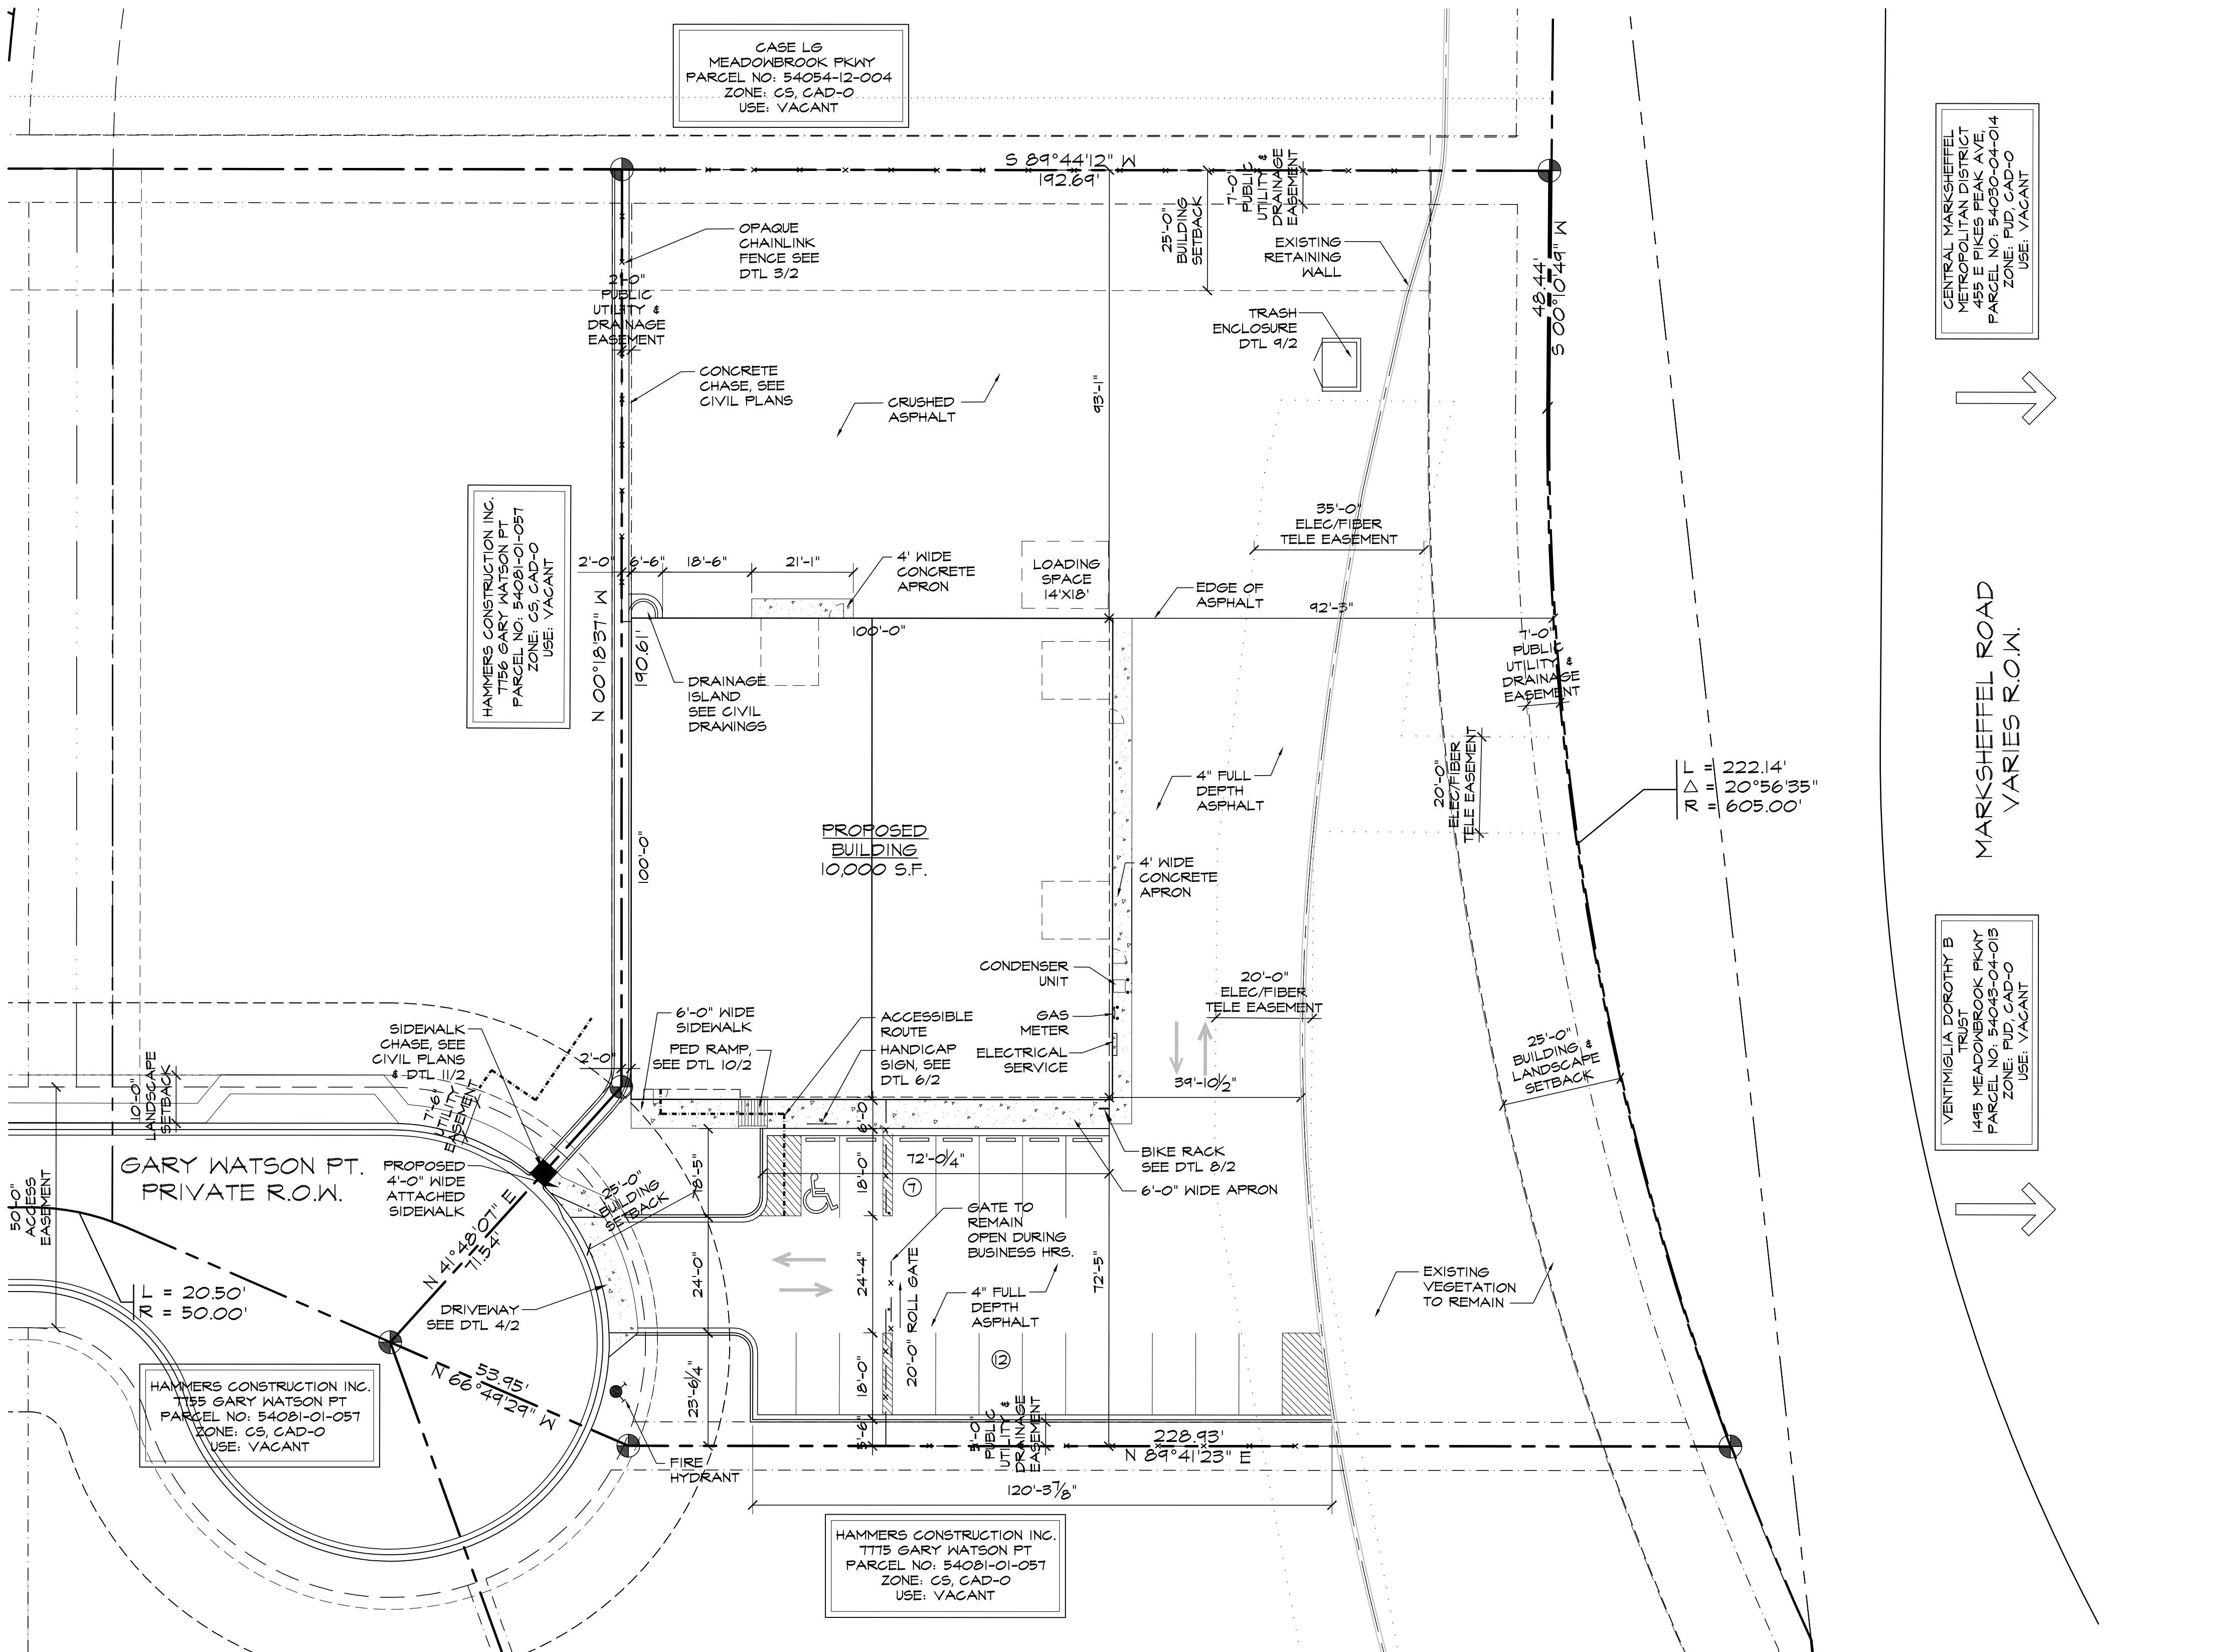 CASE LG
MEADOWBROOK PKWY
PARCEL NO: 54054-12-004
ZONE: CS, CAD-O
USE: VACANT
CENTRAL MARKSHEFFEL
METROPOLITAN DISTRICT
455 E PIKES PEAK AVE,
PARCEL NO: 54030-04-014
ZONE: PUD, CAD-O
USE: VACANT
S 89°44'12" W
192.69'
7'-0"
PUBLIC
UTILITY &
DRAINAGE
EASEMENT
25'-0"
BUILDING
SETBACK
OPAQUE
CHAINLINK
FENCE SEE
DTL 3/2
EXISTING
RETAINING
WALL
48.44'
S 00°10'49" W
2'-0"
PUBLIC
UTILITY &
DRAINAGE
EASEMENT
TRASH
ENCLOSURE
DTL 9/2
CONCRETE
CHASE, SEE
CIVIL PLANS
CRUSHED
ASPHALT
93'-1"
HAMMERS CONSTRUCTION INC.
7756 GARY WATSON PT
PARCEL NO: 54081-01-057
ZONE: CS, CAD-O
USE: VACANT
35'-0"
ELEC/FIBER
TELE EASEMENT
2'-0"
6'-6"
18'-6"
21'-1"
4' WIDE
CONCRETE
APRON
LOADING
SPACE
14'X18'
EDGE OF
ASPHALT
92'-3"
100'-0"
N 00°18'37" W
190.61'
7'-0"
PUBLIC
UTILITY &
DRAINAGE
EASEMENT
DRAINAGE
ISLAND
SEE CIVIL
DRAWINGS
MARKSHEFFEL ROAD
VARIES R.O.W.
20'-0"
ELEC/FIBER
TELE EASEMENT
4" FULL
DEPTH
ASPHALT
L = 222.14'
△ = 20°56'35"
R = 605.00'
PROPOSED
BUILDING
10,000 S.F.
100'-0"
4' WIDE
CONCRETE
APRON
VENTIMIGLIA DOROTHY B
TRUST
1495 MEADOWBROOK PKWY
PARCEL NO: 54043-04-013
ZONE: PUD, CAD-O
USE: VACANT
CONDENSER
UNIT
20'-0"
ELEC/FIBER
TELE EASEMENT
6'-0" WIDE
SIDEWALK
ACCESSIBLE
ROUTE
GAS
METER
SIDEWALK
CHASE, SEE
CIVIL PLANS
& DTL 11/2
PED RAMP,
SEE DTL 10/2
HANDICAP
SIGN, SEE
DTL 6/2
ELECTRICAL
SERVICE
25'-0"
BUILDING &
LANDSCAPE
SETBACK
2'-0"
39'-10 1/2"
10'-0"
LANDSCAPE
SETBACK
7'-6"
UTILITY
EASEMENT
6'-0"
GARY WATSON PT.
PRIVATE R.O.W.
PROPOSED
4'-0" WIDE
ATTACHED
SIDEWALK
25'-0"
BUILDING
SETBACK
18'-5"
18'-0"
72'-0 1/4"
7
BIKE RACK
SEE DTL 8/2
6'-0" WIDE APRON
50'-0"
ACCESS
EASEMENT
N 41°48'07" E
71.54'
GATE TO
REMAIN
OPEN DURING
BUSINESS HRS.
24'-0"
24'-4"
20'-0" ROLL GATE
72'-5"
EXISTING
VEGETATION
TO REMAIN
L = 20.50'
R = 50.00'
DRIVEWAY
SEE DTL 4/2
4" FULL
DEPTH
ASPHALT
12
53.95'
N 66°49'29" W
23'-6 1/4"
18'-0"
5'-6"
HAMMERS CONSTRUCTION INC.
7755 GARY WATSON PT
PARCEL NO: 54081-01-057
ZONE: CS, CAD-O
USE: VACANT
5'-0"
PUBLIC
UTILITY &
DRAINAGE
EASEMENT
228.93'
N 89°41'23" E
FIRE
HYDRANT
120'-3 7/8"
HAMMERS CONSTRUCTION INC.
7775 GARY WATSON PT
PARCEL NO: 54081-01-057
ZONE: CS, CAD-O
USE: VACANT